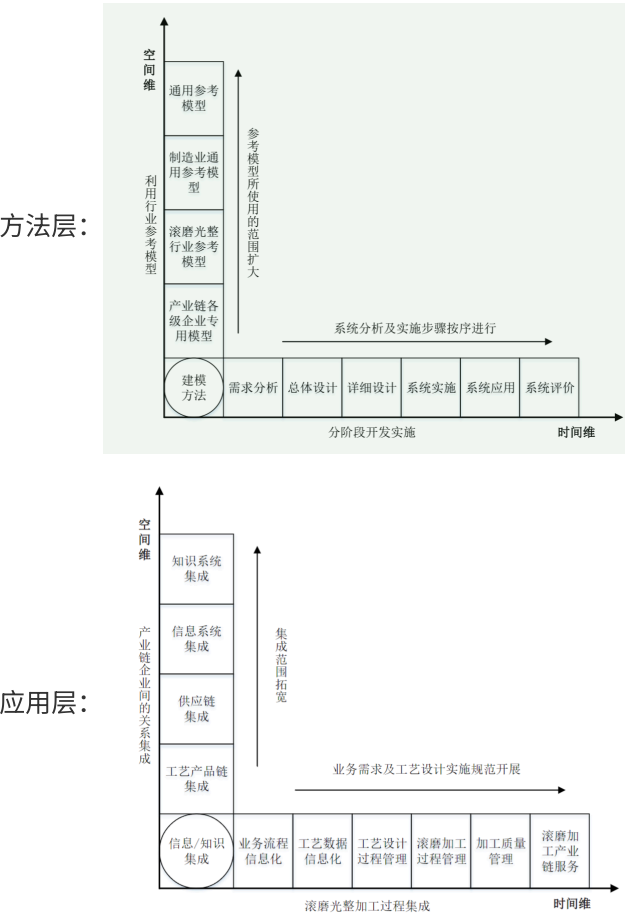 方法层：
空间维
利用行业参考模型
通用参考
模型
制造业通
用参考模
型
滚磨光整
行业参考
模型
产业链各
级企业专
用模型
参考模型所使用的范围扩大
系统分析及实施步骤按序进行
建模
方法
需求分析
总体设计
详细设计
系统实施
系统应用
系统评价
分阶段开发实施
时间维
应用层：
空间维
产业链企业间的关系集成
知识系统
集成
信息系统
集成
供应链
集成
工艺产品链
集成
集成范围拓宽
业务需求及工艺设计实施规范开展
信息/知识
集成
业务流程
信息化
工艺数据
信息化
工艺设计
过程管理
滚磨加工
过程管理
加工质量
管理
滚磨加
工产业
链服务
滚磨光整加工过程集成
时间维